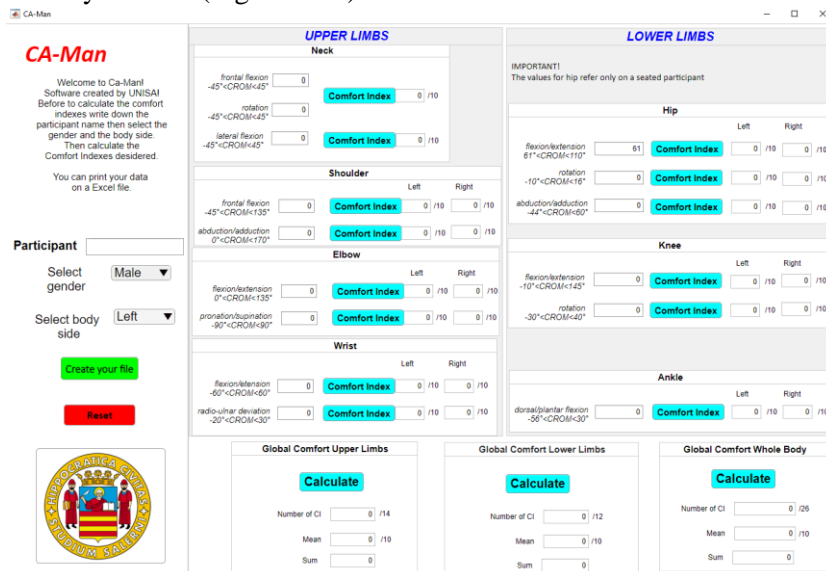 CA-Man
CA-Man
Welcome to Ca-Man!
Software created by UNISA!
Before to calculate the comfort
indexes write down the
participant name then select the
gender and the body side.
Then calculate the
Comfort Indexes desidered.
You can print your data
on a Excel file.
Participant
Select
gender
Male
Select body
side
Left
Create your file
Reset
HIPPOCRATICA CIVITAS
STUDIUM SALERNI
UPPER LIMBS
Neck
frontal flexion
-45°<CROM<45°
0
rotation
-45°<CROM<45°
0
Comfort Index 0 /10
lateral flexion
-45°<CROM<45°
0 Comfort Index 0 /10
Shoulder
Left Right
frontal flexion
-45°<CROM<135°
0 Comfort Index 0 /10 0 /10
abduction/adduction
0°<CROM<170°
0 Comfort Index 0 /10 0 /10
Elbow
Left Right
flexion/extension
0°<CROM<135°
0 Comfort Index 0 /10 0 /10
pronation/supination
-90°<CROM<90°
0 Comfort Index 0 /10 0 /10
Wrist
Left Right
flexion/etension
-60°<CROM<60°
0 Comfort Index 0 /10 0 /10
radio-ulnar deviation
-20°<CROM<30°
0 Comfort Index 0 /10 0 /10
LOWER LIMBS
IMPORTANT!
The values for hip refer only on a seated participant
Hip
Left Right
flexion/extension
61°<CROM<110°
61 Comfort Index 0 /10 0 /10
rotation
-10°<CROM<16°
0 Comfort Index 0 /10 0 /10
abduction/adduction
-44°<CROM<60°
0 Comfort Index 0 /10 0 /10
Knee
Left Right
flexion/extension
-10°<CROM<145°
0 Comfort Index 0 /10 0 /10
rotation
-30°<CROM<40°
0 Comfort Index 0 /10 0 /10
Ankle
Left Right
dorsal/plantar flexion
-56°<CROM<30°
0 Comfort Index 0 /10 0 /10
Global Comfort Upper Limbs
Calculate
Number of CI 0 /14
Mean 0 /10
Sum 0
Global Comfort Lower Limbs
Calculate
Number of CI 0 /12
Mean 0 /10
Sum 0
Global Comfort Whole Body
Calculate
Number of CI 0 /26
Mean 0 /10
Sum 0